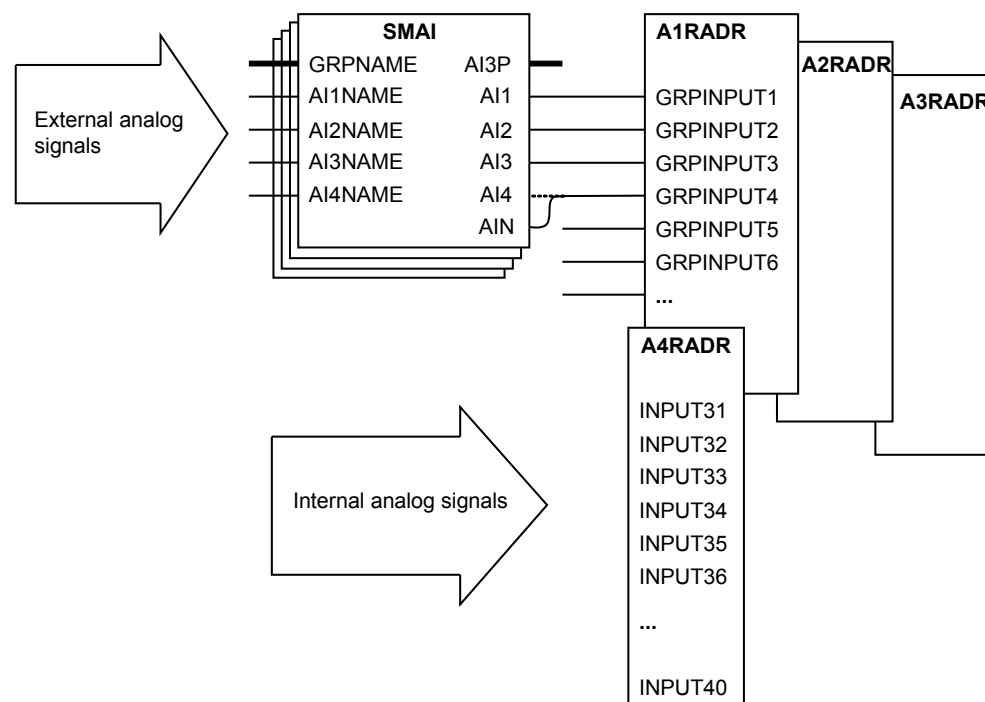 External analog
signals
SMAI
GRPNAME AI3P
AI1NAME AI1
AI2NAME AI2
AI3NAME AI3
AI4NAME AI4
AIN
A1RADR
GRPINPUT1
GRPINPUT2
GRPINPUT3
GRPINPUT4
GRPINPUT5
GRPINPUT6
...
A2RADR
A3RADR
Internal analog signals
A4RADR
INPUT31
INPUT32
INPUT33
INPUT34
INPUT35
INPUT36
...
INPUT40